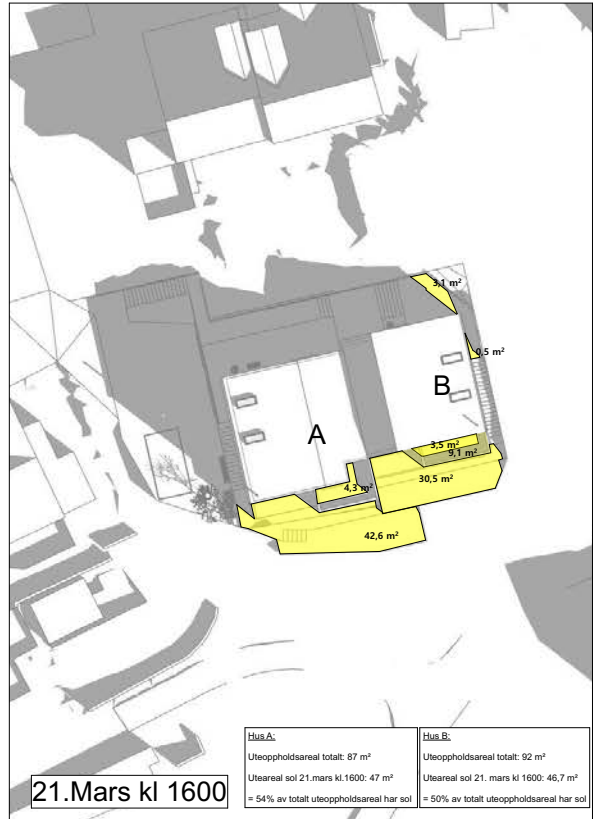 3,1 m²
0,5 m²
B
A
3,5 m²
9,1 m²
4,3 m²
30,5 m²
42,6 m²
21.Mars kl 1600
Hus A:
Uteoppholdsareal totalt: 87 m²
Uteareal sol 21.mars kl.1600: 47 m²
= 54% av totalt uteoppholdsareal har sol
Hus B:
Uteoppholdsareal totalt: 92 m²
Uteareal sol 21. mars kl 1600: 46,7 m²
= 50% av totalt uteoppholdsareal har sol